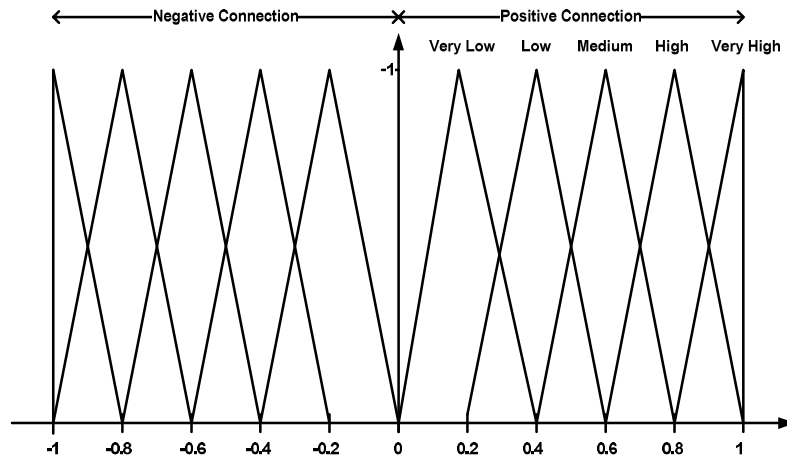 Negative Connection Positive Connection
Very Low Low Medium High Very High
-1
-1 -0.8 -0.6 -0.4 -0.2 0 0.2 0.4 0.6 0.8 1